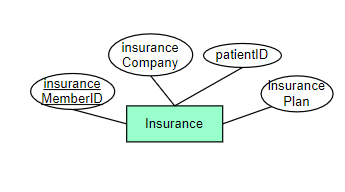 insurance
Company
patientID
insurance
MemberID
Insurance
Plan
Insurance